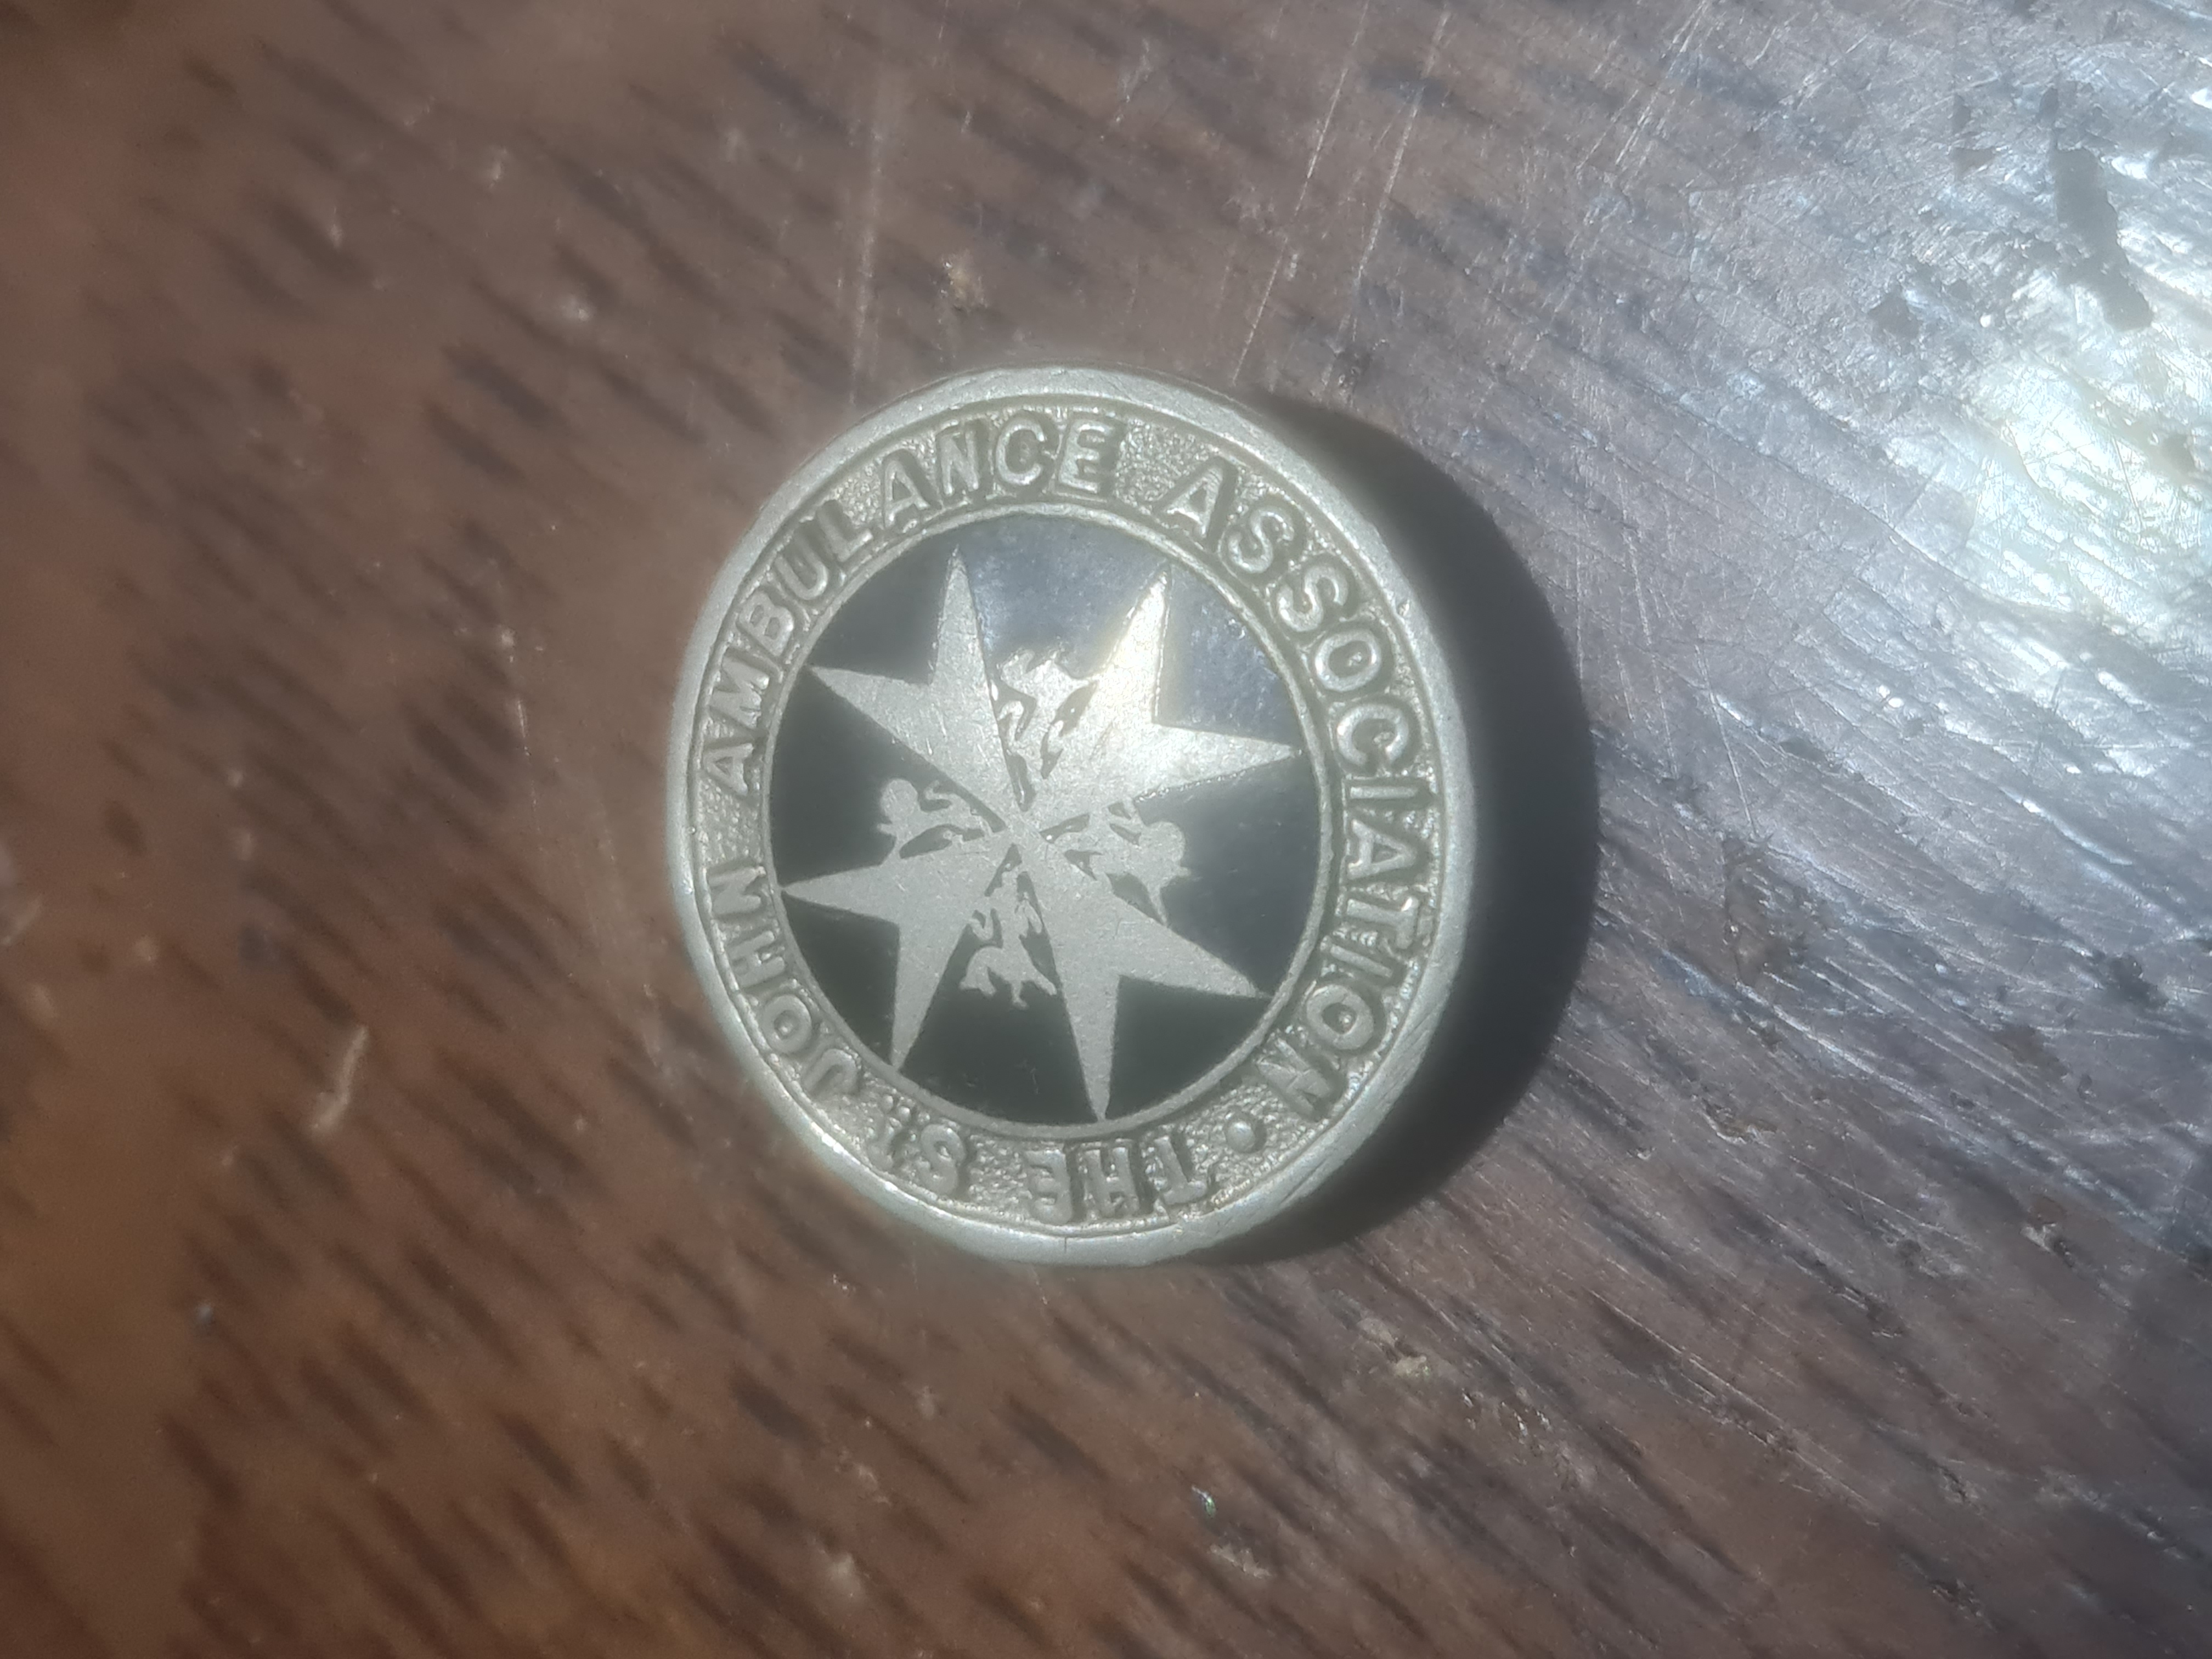 THE St. JOHN AMBULANCE ASSOCIATION •